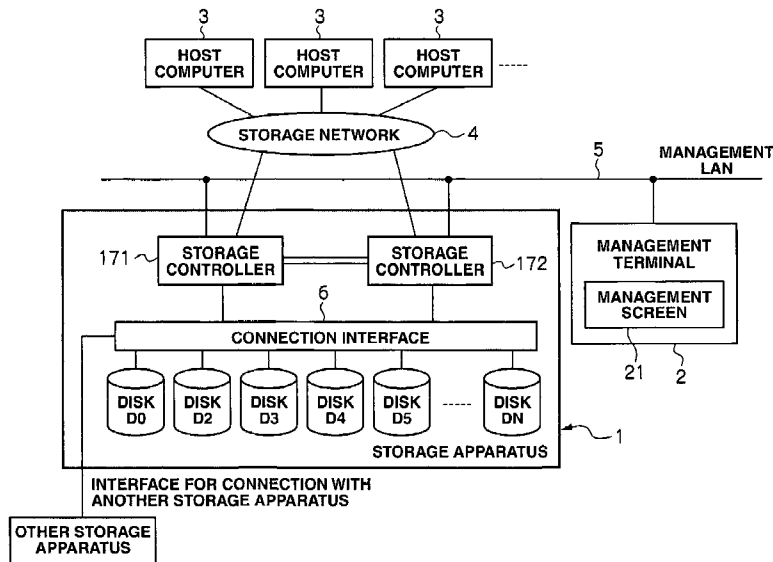 3 3 3
HOST COMPUTER
HOST COMPUTER
HOST COMPUTER
STORAGE NETWORK
4
5
MANAGEMENT LAN
171
STORAGE CONTROLLER
STORAGE CONTROLLER
172
MANAGEMENT TERMINAL
MANAGEMENT SCREEN
21
2
6
CONNECTION INTERFACE
DISK D0
DISK D2
DISK D3
DISK D4
DISK D5
DISK DN
STORAGE APPARATUS
1
INTERFACE FOR CONNECTION WITH
ANOTHER STORAGE APPARATUS
OTHER STORAGE
APPARATUS